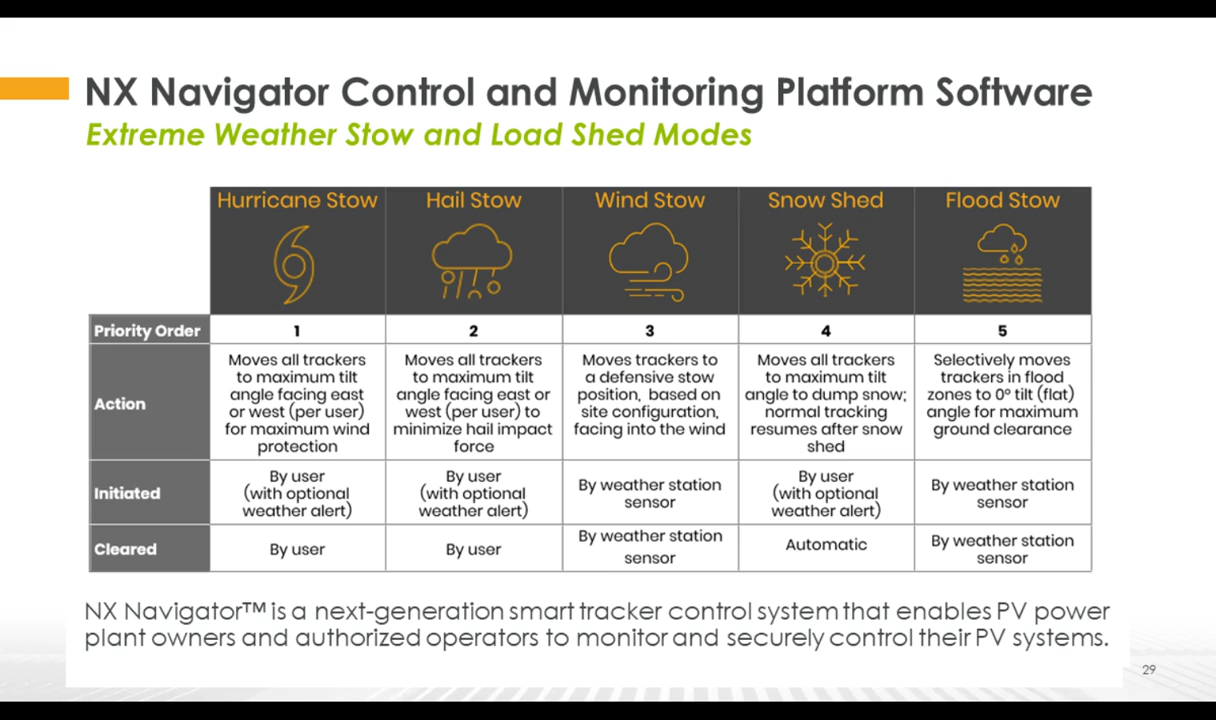 NX Navigator Control and Monitoring Platform Software
Extreme Weather Stow and Load Shed Modes
Hurricane Stow
Hail Stow
Wind Stow
Snow Shed
Flood Stow
Priority Order
1
2
3
4
5
Action
Moves all trackers
to maximum tilt
angle facing east
or west (per user)
for maximum wind
protection
Moves all trackers
to maximum tilt
angle facing east or
west (per user) to
minimize hail impact
force
Moves trackers to
a defensive stow
position, based on
site configuration,
facing into the wind
Moves all trackers
to maximum tilt
angle to dump snow;
normal tracking
resumes after snow
shed
Selectively moves
trackers in flood
zones to 0° tilt (flat)
angle for maximum
ground clearance
Initiated
By user
(with optional
weather alert)
By user
(with optional
weather alert)
By weather station
sensor
By user
(with optional
weather alert)
By weather station
sensor
Cleared
By user
By user
By weather station
sensor
Automatic
By weather station
sensor
NX Navigator™ is a next-generation smart tracker control system that enables PV power
plant owners and authorized operators to monitor and securely control their PV systems.
29